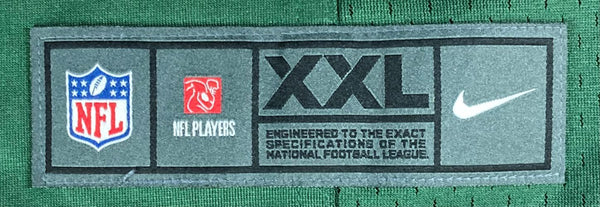 NFL
NFL PLAYERS
XXL
ENGINEERED TO THE EXACT
SPECIFICATIONS OF THE
NATIONAL FOOTBALL LEAGUE.